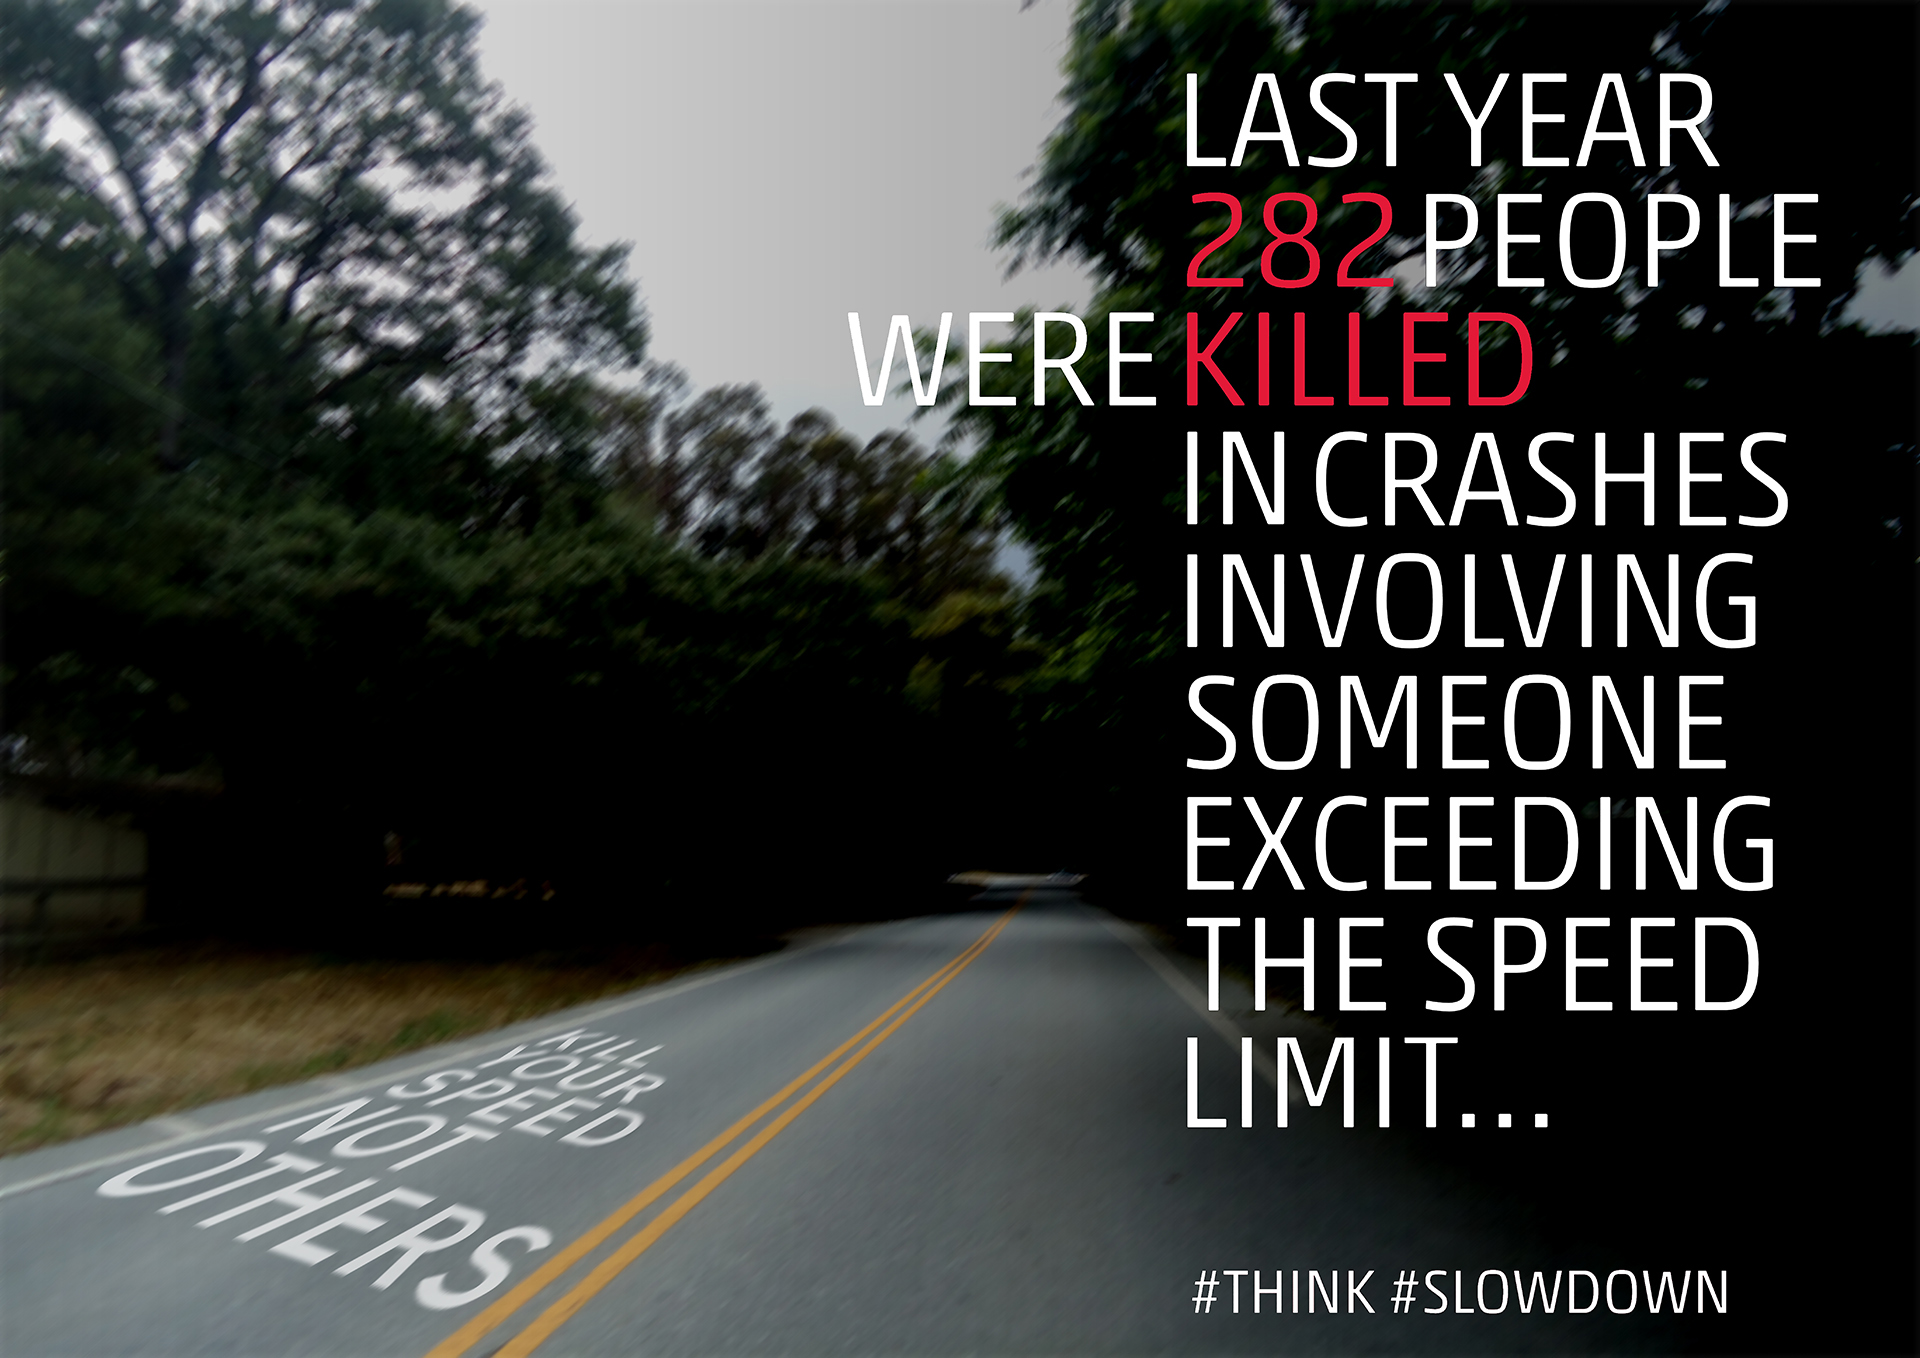 LAST YEAR
282 PEOPLE
WERE KILLED
IN CRASHES
INVOLVING
SOMEONE
EXCEEDING
THE SPEED
LIMIT...
KILL
YOUR
SPEED
NOT
OTHERS
#THINK #SLOWDOWN